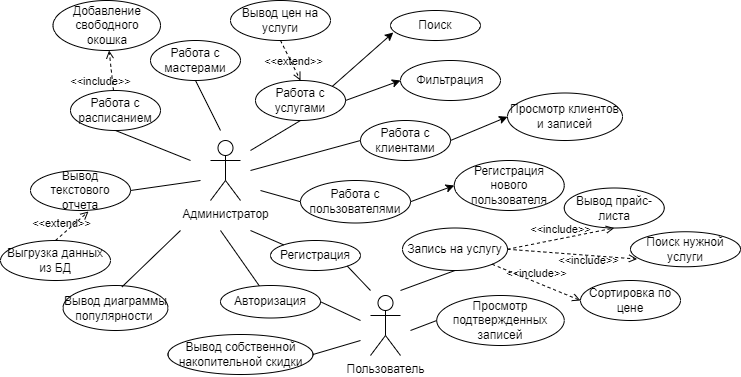 Добавление
свободного
окошка
Вывод цен на
услуги
Поиск
Работа с
мастерами
<<extend>>
<<include>>
Фильтрация
Работа с
услугами
Работа с
расписанием
Просмотр клиентов
и записей
Работа с
клиентами
Вывод
текстового
отчета
Регистрация
нового
пользователя
Администратор
Работа с
пользователями
Вывод прайс-
листа
<<extend>>
<<include>>
Выгрузка данных
из БД
Регистрация
Запись на услугу
Поиск нужной
услуги
<<include>>
<<include>>
Вывод диаграммы
популярности
Авторизация
Сортировка по
цене
Просмотр
подтвержденных
записей
Вывод собственной
накопительной скидки
Пользователь